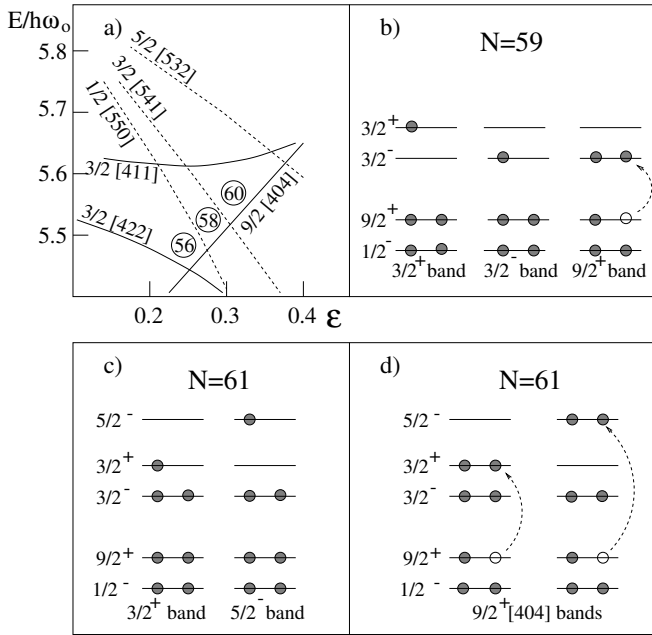 E/ħω₀
a)
5.8
5.7
5.6
5.5
5/2 [532]
3/2 [541]
1/2 [550]
3/2 [411]
3/2 [422]
9/2 [404]
60
58
56
0.2 0.3 0.4
ε
b)
N=59
3/2⁺
3/2⁻
9/2⁺
1/2⁻
3/2⁺ band 3/2⁻ band 9/2⁺ band
c)
N=61
5/2⁻
3/2⁺
3/2⁻
9/2⁺
1/2⁻
3/2⁺ band 5/2⁻ band
d)
N=61
5/2⁻
3/2⁺
3/2⁻
9/2⁺
1/2⁻
9/2⁺[404] bands